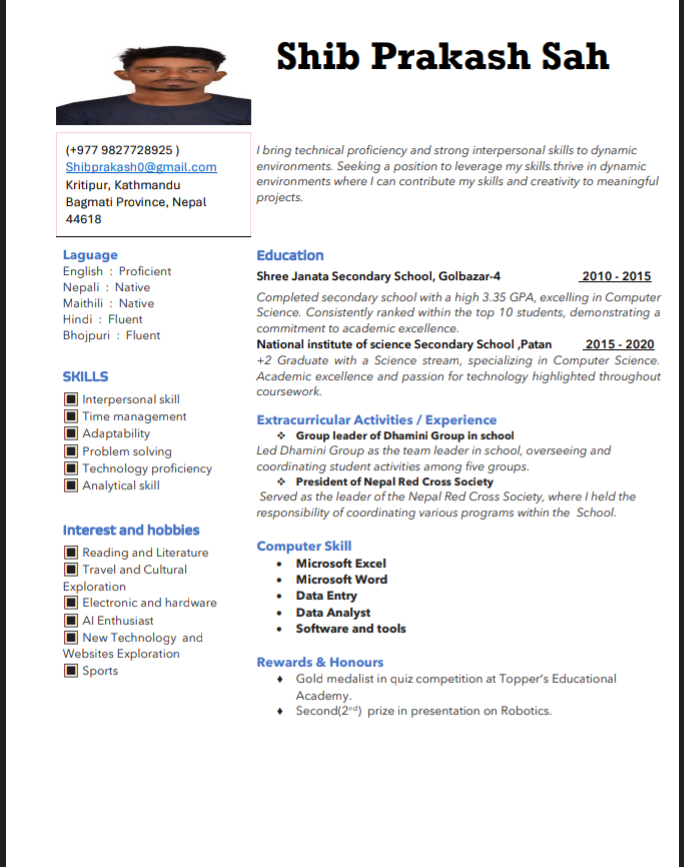 Shib Prakash Sah
(+977 9827728925 )
Shibprakash0@gmail.com
Kritipur, Kathmandu
Bagmati Province, Nepal
44618
I bring technical proficiency and strong interpersonal skills to dynamic
environments. Seeking a position to leverage my skills.thrive in dynamic
environments where I can contribute my skills and creativity to meaningful
projects.
Laguage
English : Proficient
Nepali : Native
Maithili : Native
Hindi : Fluent
Bhojpuri : Fluent
SKILLS
Interpersonal skill
Time management
Adaptability
Problem solving
Technology proficiency
Analytical skill
Interest and hobbies
Reading and Literature
Travel and Cultural
Exploration
Electronic and hardware
AI Enthusiast
New Technology and
Websites Exploration
Sports
Education
Shree Janata Secondary School, Golbazar-4 2010 - 2015
Completed secondary school with a high 3.35 GPA, excelling in Computer
Science. Consistently ranked within the top 10 students, demonstrating a
commitment to academic excellence.
National institute of science Secondary School ,Patan 2015 - 2020
+2 Graduate with a Science stream, specializing in Computer Science.
Academic excellence and passion for technology highlighted throughout
coursework.
Extracurricular Activities / Experience
❖ Group leader of Dhamini Group in school
Led Dhamini Group as the team leader in school, overseeing and
coordinating student activities among five groups.
❖ President of Nepal Red Cross Society
Served as the leader of the Nepal Red Cross Society, where I held the
responsibility of coordinating various programs within the School.
Computer Skill
• Microsoft Excel
• Microsoft Word
• Data Entry
• Data Analyst
• Software and tools
Rewards & Honours
♦ Gold medalist in quiz competition at Topper's Educational
Academy.
♦ Second(2ed) prize in presentation on Robotics.